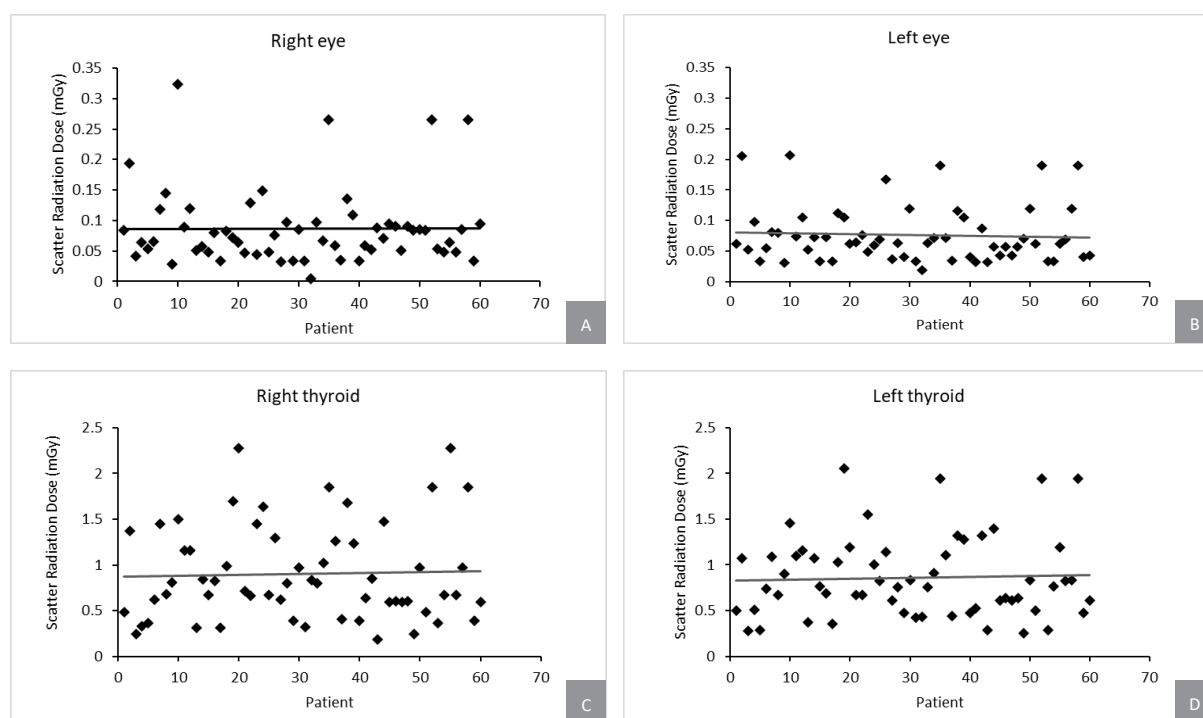 Right eye
Scatter Radiation Dose (mGy)
0.35
0.3
0.25
0.2
0.15
0.1
0.05
0
0 10 20 30 40 50 60 70
Patient
A
Left eye
Scatter Radiation Dose (mGy)
0.35
0.3
0.25
0.2
0.15
0.1
0.05
0
0 10 20 30 40 50 60 70
Patient
B
Right thyroid
Scatter Radiation Dose (mGy)
2.5
2
1.5
1
0.5
0
0 10 20 30 40 50 60 70
Patient
C
Left thyroid
Scatter Radiation Dose (mGy)
2.5
2
1.5
1
0.5
0
0 10 20 30 40 50 60 70
Patient
D